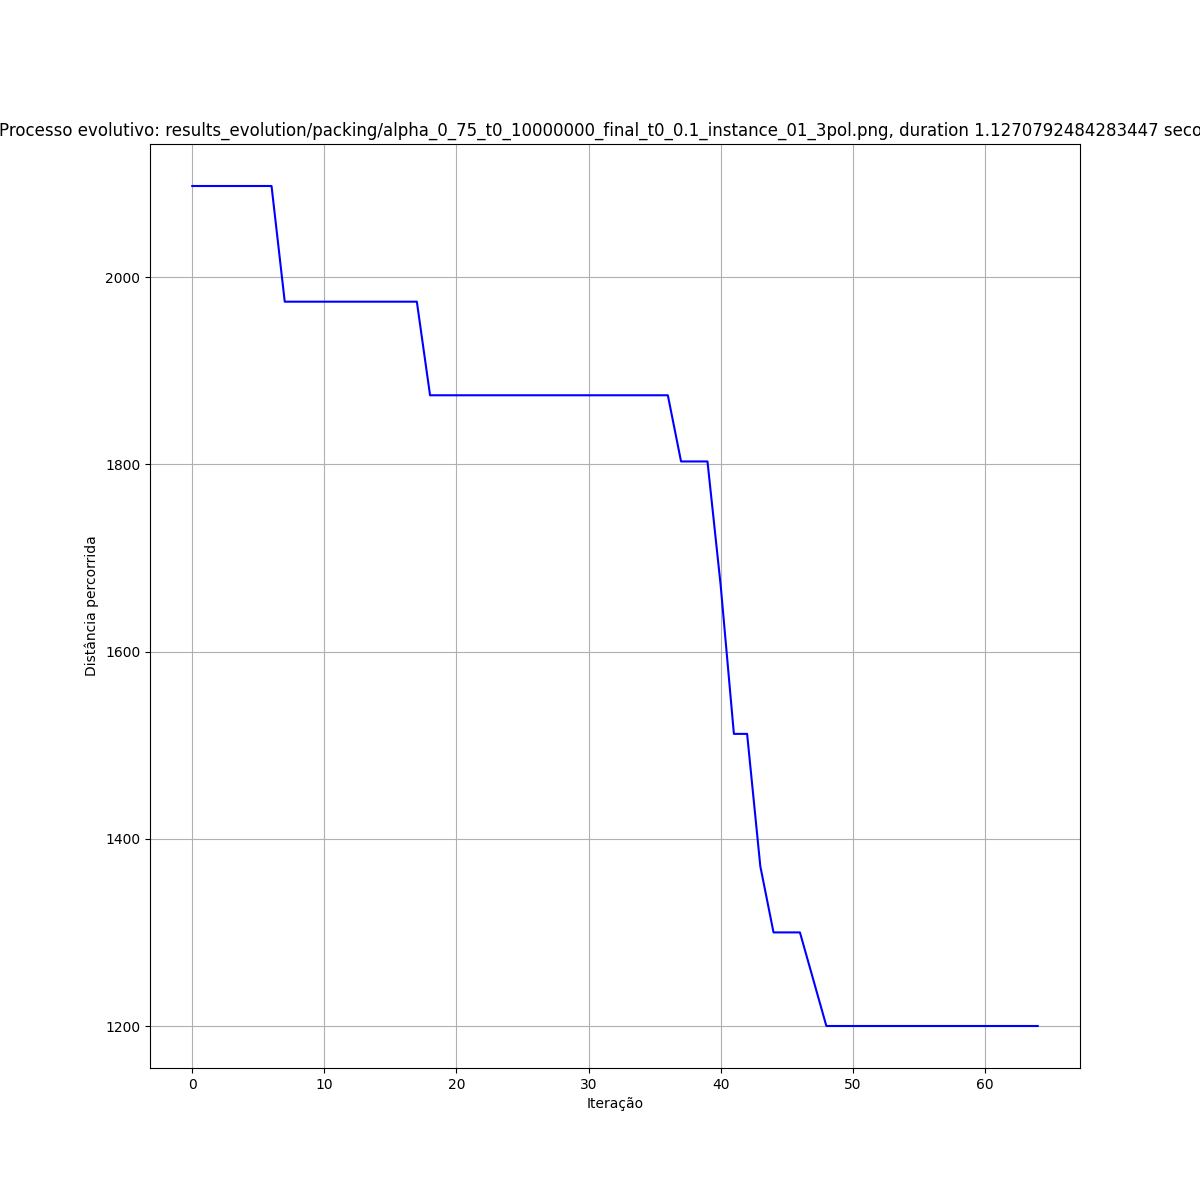 Processo evolutivo: results_evolution/packing/alpha_0_75_t0_10000000_final_t0_0.1_instance_01_3pol.png, duration 1.1270792484283447 seco
2000
1800
1600
1400
1200
Distância percorrida
0 10 20 30 40 50 60
Iteração